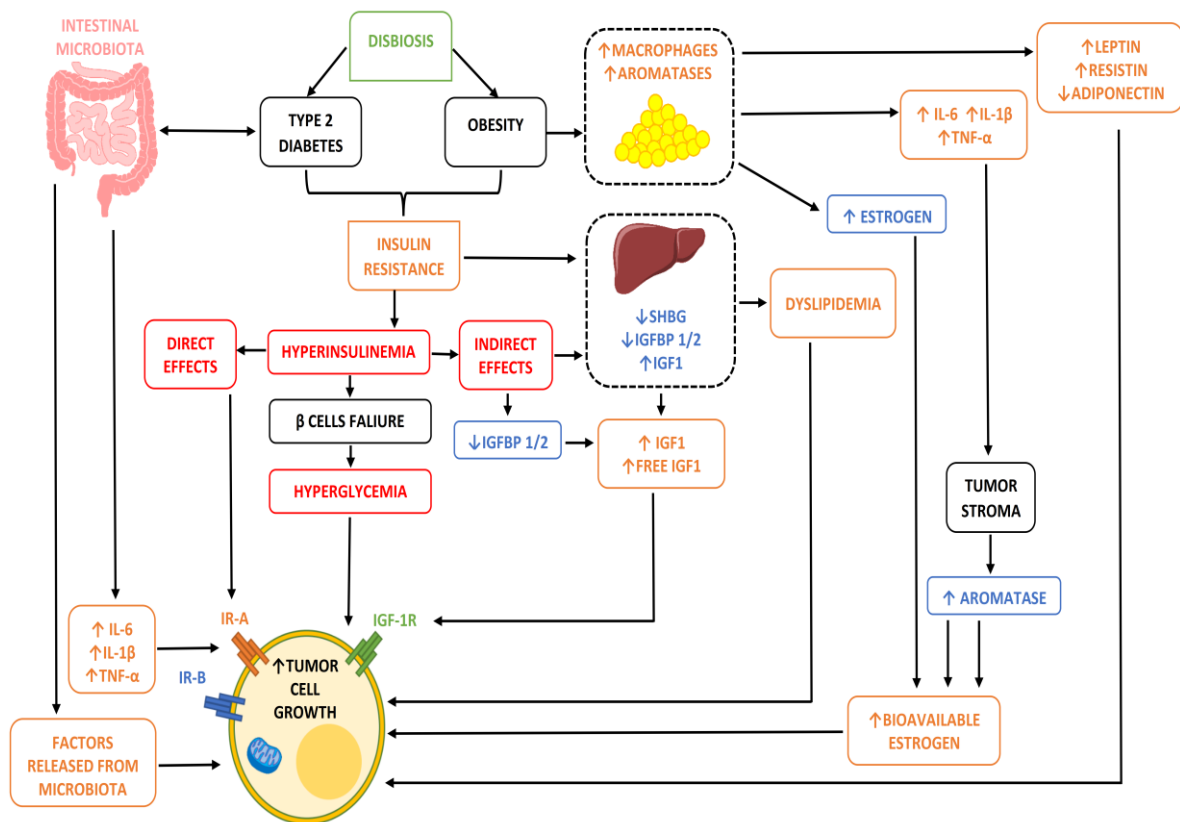 INTESTINAL
MICROBIOTA
DISBIOSIS
↑MACROPHAGES
↑AROMATASES
↑LEPTIN
↑RESISTIN
↓ADIPONECTIN
TYPE 2
DIABETES
OBESITY
↑ IL-6 ↑IL-1β
↑TNF-α
↑ ESTROGEN
INSULIN
RESISTANCE
↓SHBG
↓IGFBP 1/2
↑IGF1
DYSLIPIDEMIA
DIRECT
EFFECTS
HYPERINSULINEMIA
INDIRECT
EFFECTS
β CELLS FALIURE
↓IGFBP 1/2
↑ IGF1
↑FREE IGF1
HYPERGLYCEMIA
TUMOR
STROMA
↑ AROMATASE
↑ IL-6
↑IL-1β
↑TNF-α
IR-A
IGF-1R
IR-B
↑TUMOR
CELL
GROWTH
↑BIOAVAILABLE
ESTROGEN
FACTORS
RELEASED FROM
MICROBIOTA